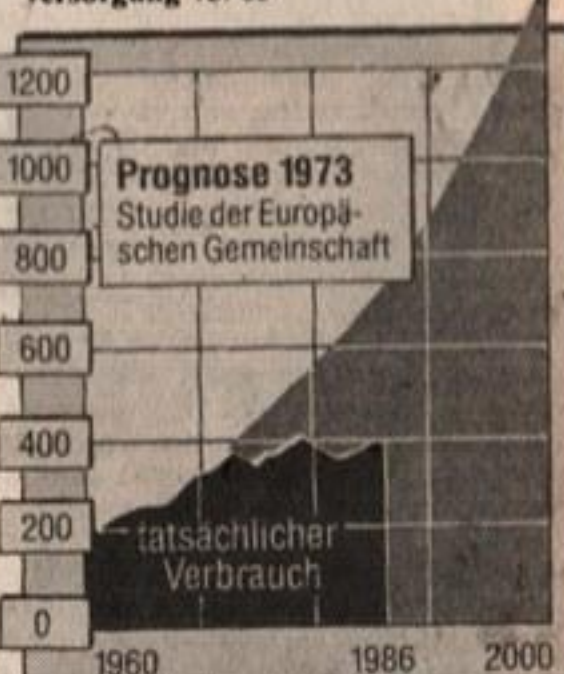 1200
1000
Prognose 1973
Studie der Europä-
schen Gemeinschaft
800
600
400
200
tatsächlicher
Verbrauch
0
1960 1986 2000